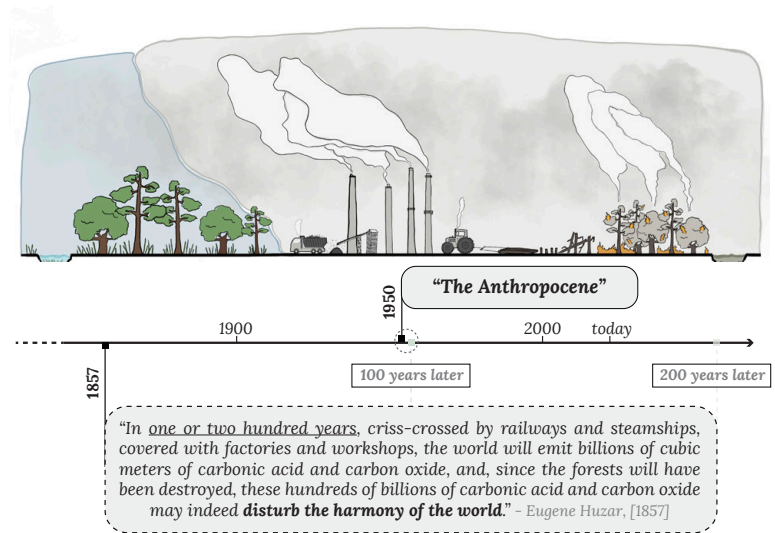 “The Anthropocene”
1950
1900
2000
today
1857
100 years later
200 years later
“In one or two hundred years, criss-crossed by railways and steamships,
covered with factories and workshops, the world will emit billions of cubic
meters of carbonic acid and carbon oxide, and, since the forests will have
been destroyed, these hundreds of billions of carbonic acid and carbon oxide
may indeed disturb the harmony of the world.” - Eugene Huzar, [1857]